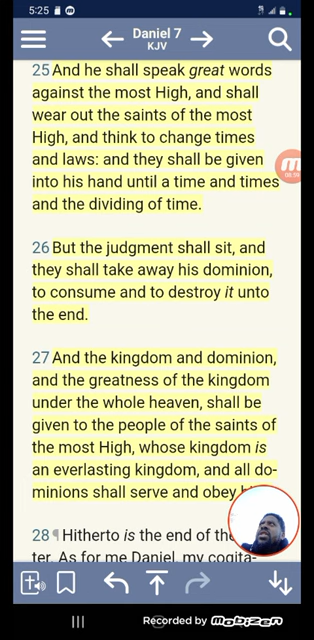 5:25
Daniel 7
KJV
25 And he shall speak great words
against the most High, and shall
wear out the saints of the most
High, and think to change times
and laws: and they shall be given
into his hand until a time and times
and the dividing of time.
26 But the judgment shall sit, and
they shall take away his dominion,
to consume and to destroy it unto
the end.
27 And the kingdom and dominion,
and the greatness of the kingdom
under the whole heaven, shall be
given to the people of the saints of
the most High, whose kingdom is
an everlasting kingdom, and all do-
minions shall serve and obey
28 ¶ Hitherto is the end of the
ter. As for me Daniel, my cogita-
Recorded by Mobizen